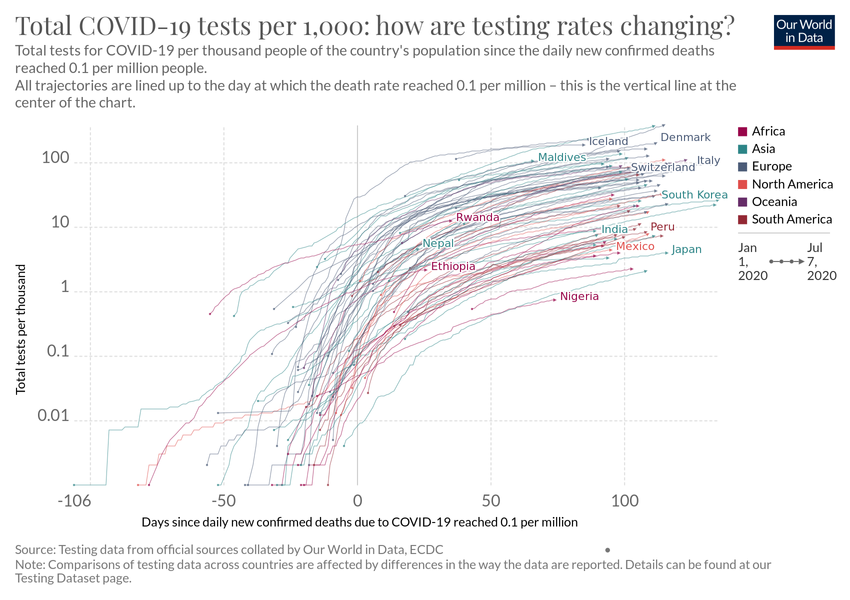 Total COVID-19 tests per 1,000: how are testing rates changing?
Our World
in Data
Total tests for COVID-19 per thousand people of the country's population since the daily new confirmed deaths
reached 0.1 per million people.
All trajectories are lined up to the day at which the death rate reached 0.1 per million – this is the vertical line at the
center of the chart.
Total tests per thousand
100
10
1
0.1
0.01
Iceland
Denmark
Maldives
Italy
Switzerland
South Korea
Rwanda
India
Peru
Nepal
Mexico
Japan
Ethiopia
Nigeria
Africa
Asia
Europe
North America
Oceania
South America
Jan
1,
2020
Jul
7,
2020
-106
-50
0
50
100
Days since daily new confirmed deaths due to COVID-19 reached 0.1 per million
Source: Testing data from official sources collated by Our World in Data, ECDC
Note: Comparisons of testing data across countries are affected by differences in the way the data are reported. Details can be found at our
Testing Dataset page.